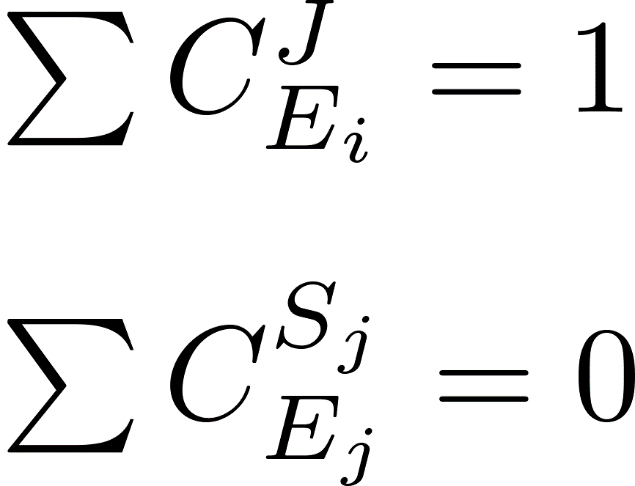 ∑ C^J_{E_i} = 1
∑ C^{S_j}_{E_j} = 0